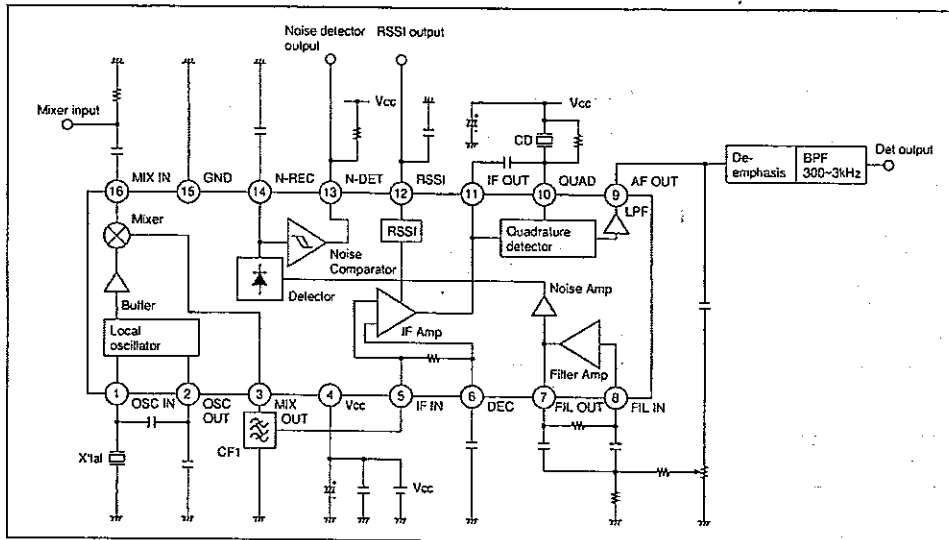 Noise detector
output
RSSI output
Vcc
Vcc
Mixer input
CD
De-
emphasis
BPF
300~3kHz
Det output
16
MIX IN
15
GND
14
N-REC
13
N-DET
12
RSSI
11
IF OUT
10
QUAD
9
AF OUT
LPF
Mixer
RSSI
Quadrature
detector
Noise
Comparator
Detector
Noise Amp
Buffer
IF Amp
Local
oscillator
Filter Amp
1
OSC IN
2
OSC
OUT
3
MIX
OUT
4
Vcc
5
IF IN
6
DEC
7
FIL OUT
8
FIL IN
X'tal
CF1
Vcc